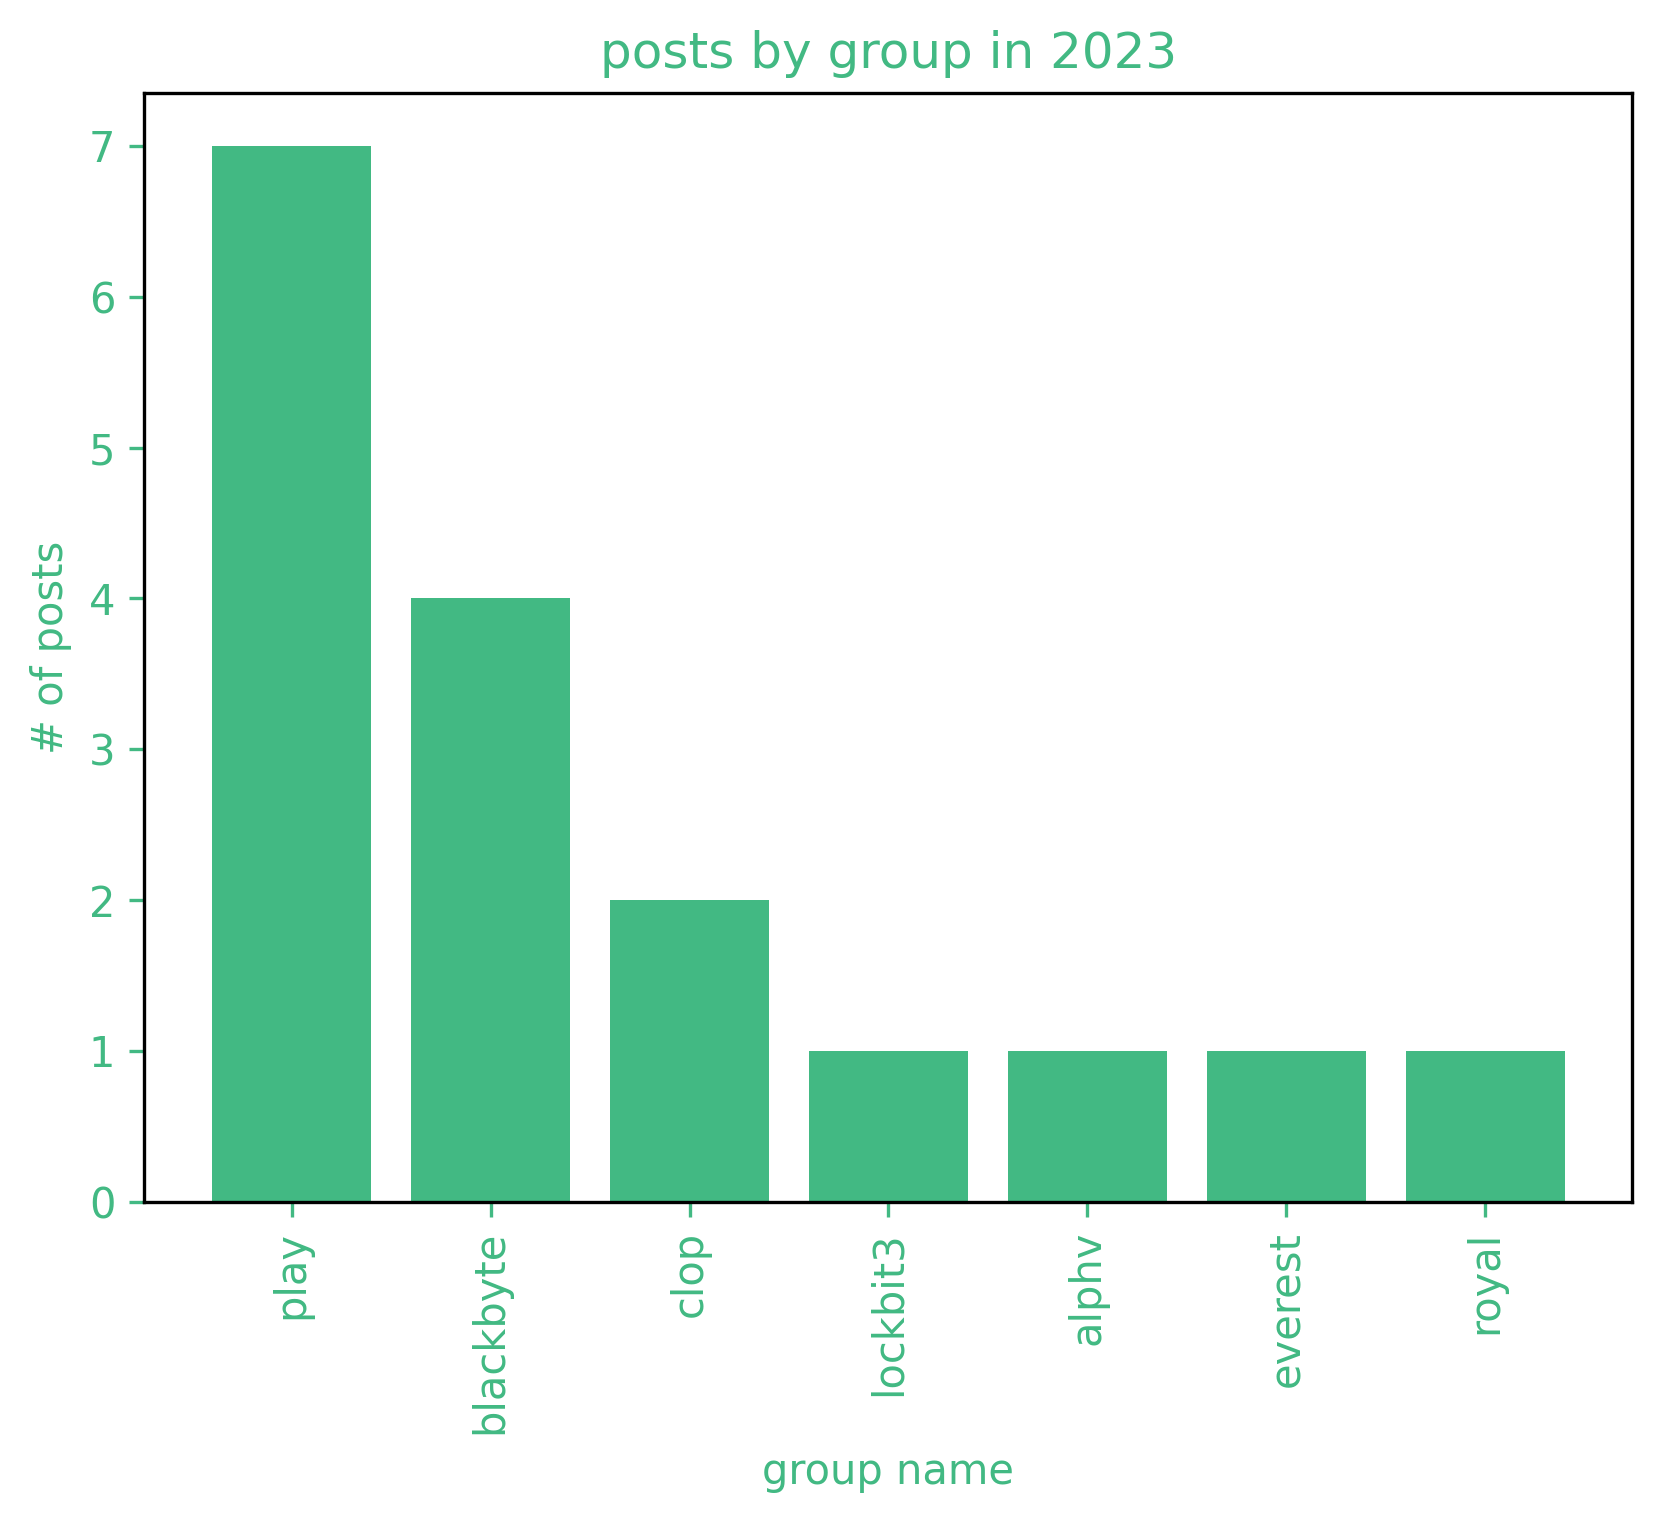 posts by group in 2023
# of posts
7
6
5
4
3
2
1
0
play
blackbyte
clop
lockbit3
alphv
everest
royal
group name